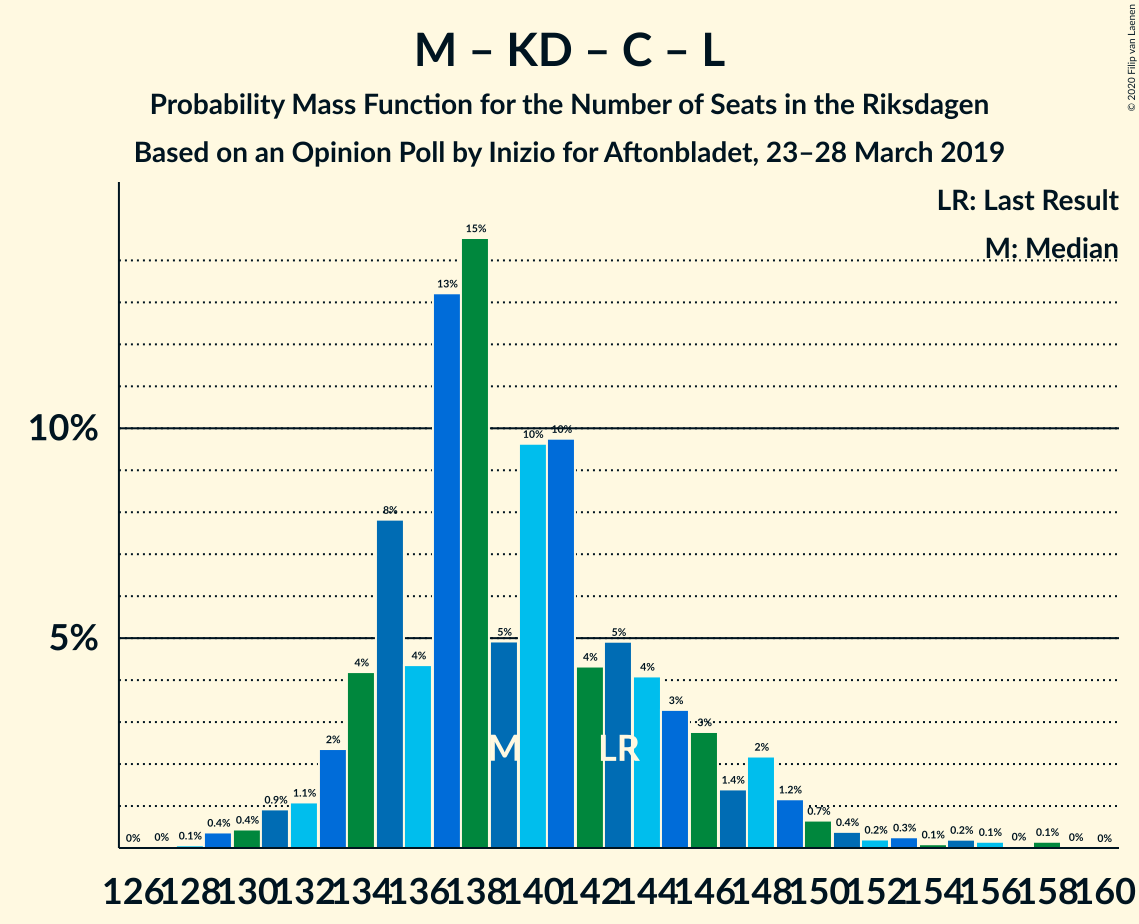 M – KD – C – L
Probability Mass Function for the Number of Seats in the Riksdagen
Based on an Opinion Poll by Inizio for Aftonbladet, 23–28 March 2019
© 2020 Filip van Laenen
LR: Last Result
M: Median
10%
5%
0% 0% 0.1% 0.4% 0.4% 0.9% 1.1% 2% 4% 8% 4% 13% 15% 5% 10% 10% 4% 5% 4% 3% 3% 1.4% 2% 1.2% 0.7% 0.4% 0.2% 0.3% 0.1% 0.2% 0.1% 0% 0.1% 0% 0%
M LR
126 128 130 132 134 136 138 140 142 144 146 148 150 152 154 156 158 160